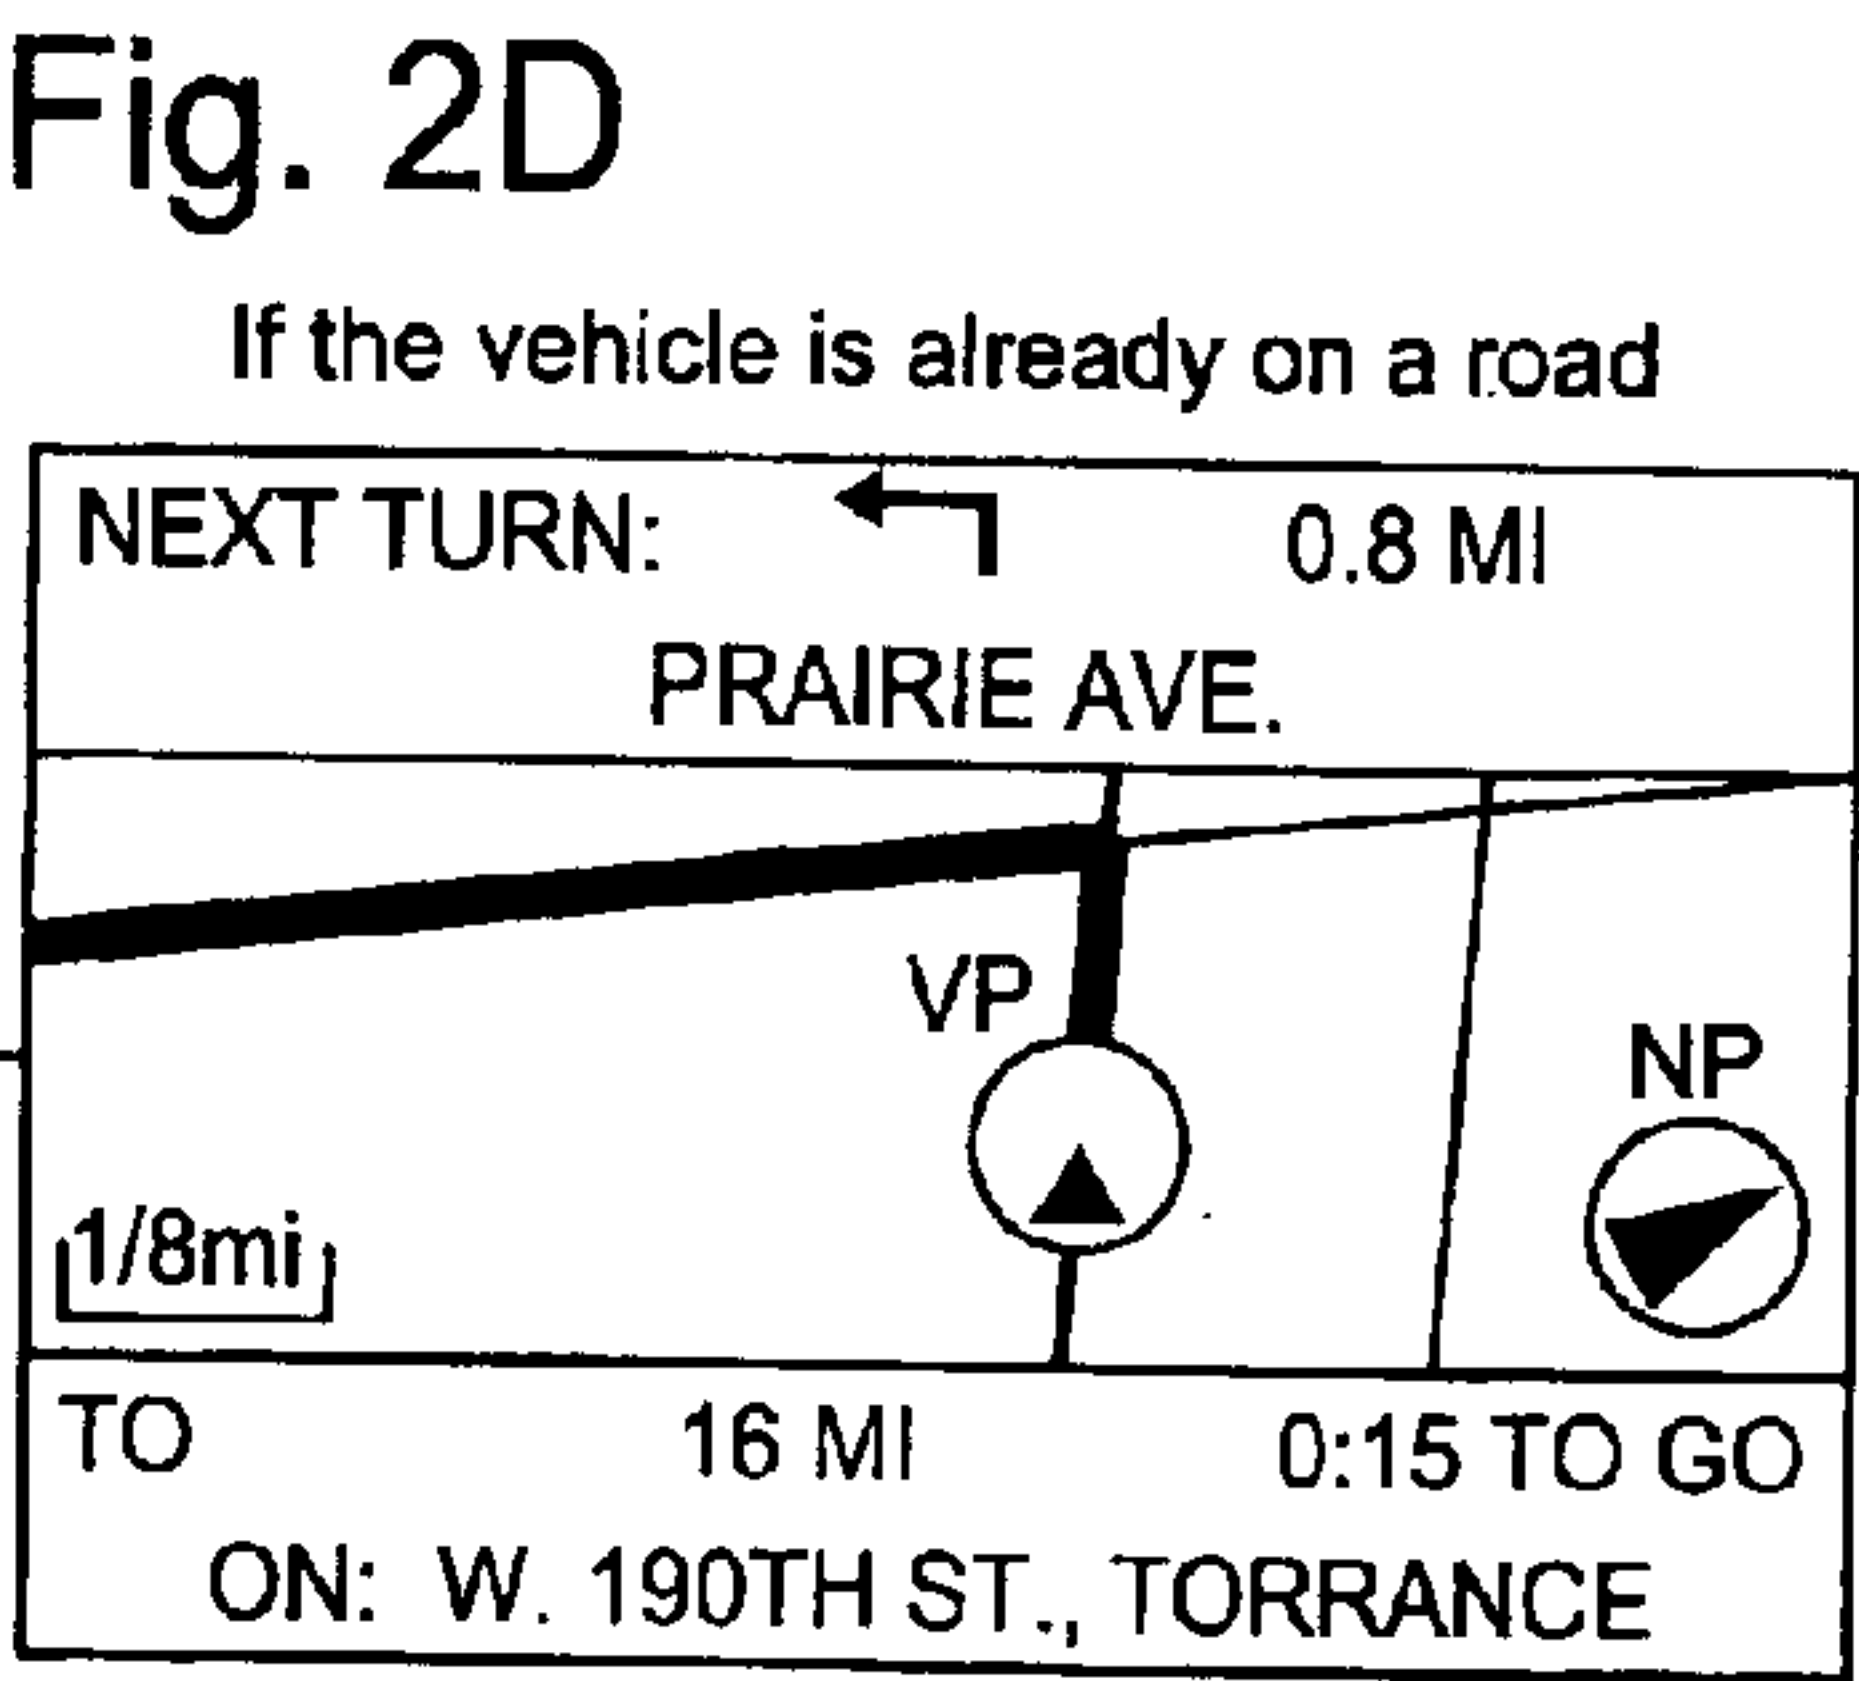 Fig. 2D
If the vehicle is already on a road
NEXT TURN: 0.8 MI
PRAIRIE AVE.
VP
NP
1/8mi
TO 16 MI 0:15 TO GO
ON: W. 190TH ST., TORRANCE